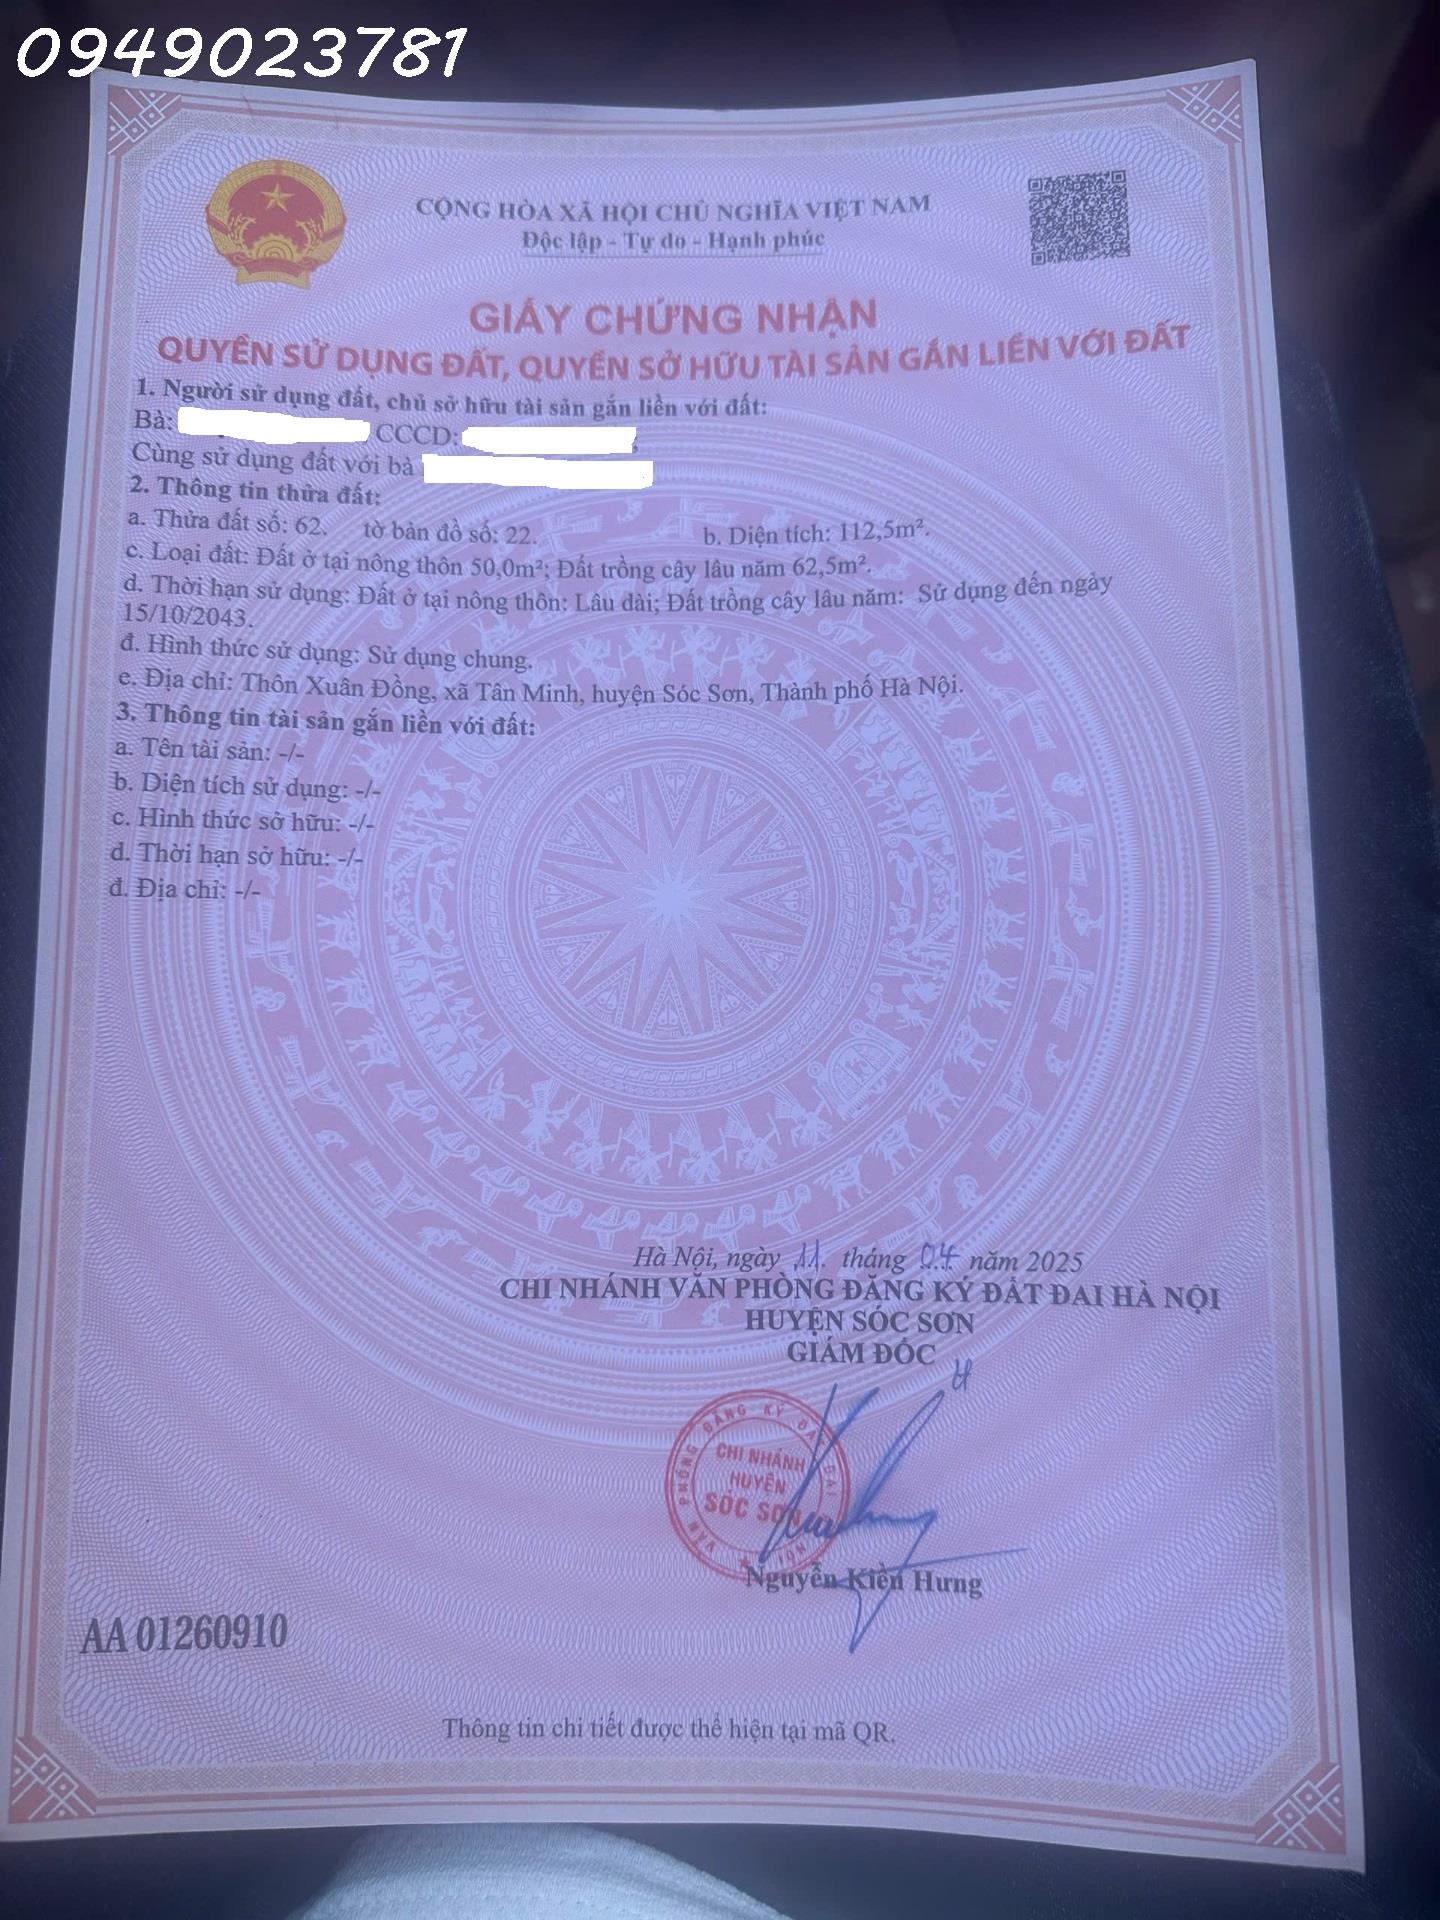 0949023781
CỘNG HÒA XÃ HỘI CHỦ NGHĨA VIỆT NAM
Độc lập - Tự do - Hạnh phúc
GIẤY CHỨNG NHẬN
QUYỀN SỬ DỤNG ĐẤT, QUYỀN SỞ HỮU TÀI SẢN GẮN LIỀN VỚI ĐẤT
1. Người sử dụng đất, chủ sở hữu tài sản gắn liền với đất:
Bà: , CCCD: ;
Cùng sử dụng đất với bà
2. Thông tin thửa đất:
a. Thửa đất số: 62. tờ bản đồ số: 22. b. Diện tích: 112,5m².
c. Loại đất: Đất ở tại nông thôn 50,0m²; Đất trồng cây lâu năm 62,5m².
d. Thời hạn sử dụng: Đất ở tại nông thôn: Lâu dài; Đất trồng cây lâu năm: Sử dụng đến ngày
15/10/2043.
đ. Hình thức sử dụng: Sử dụng chung.
e. Địa chỉ: Thôn Xuân Đồng, xã Tân Minh, huyện Sóc Sơn, Thành phố Hà Nội.
3. Thông tin tài sản gắn liền với đất:
a. Tên tài sản: -/-
b. Diện tích sử dụng: -/-
c. Hình thức sở hữu: -/-
d. Thời hạn sở hữu: -/-
đ. Địa chỉ: -/-
Hà Nội, ngày 11. tháng 04 năm 2025
CHI NHÁNH VĂN PHÒNG ĐĂNG KÝ ĐẤT ĐAI HÀ NỘI
HUYỆN SÓC SƠN
GIÁM ĐỐC
VĂN PHÒNG ĐĂNG KÝ ĐẤT ĐAI NỘI
CHI NHÁNH
HUYỆN
SÓC SƠN
Nguyễn Kiền Hưng
AA 01260910
Thông tin chi tiết được thể hiện tại mã QR.